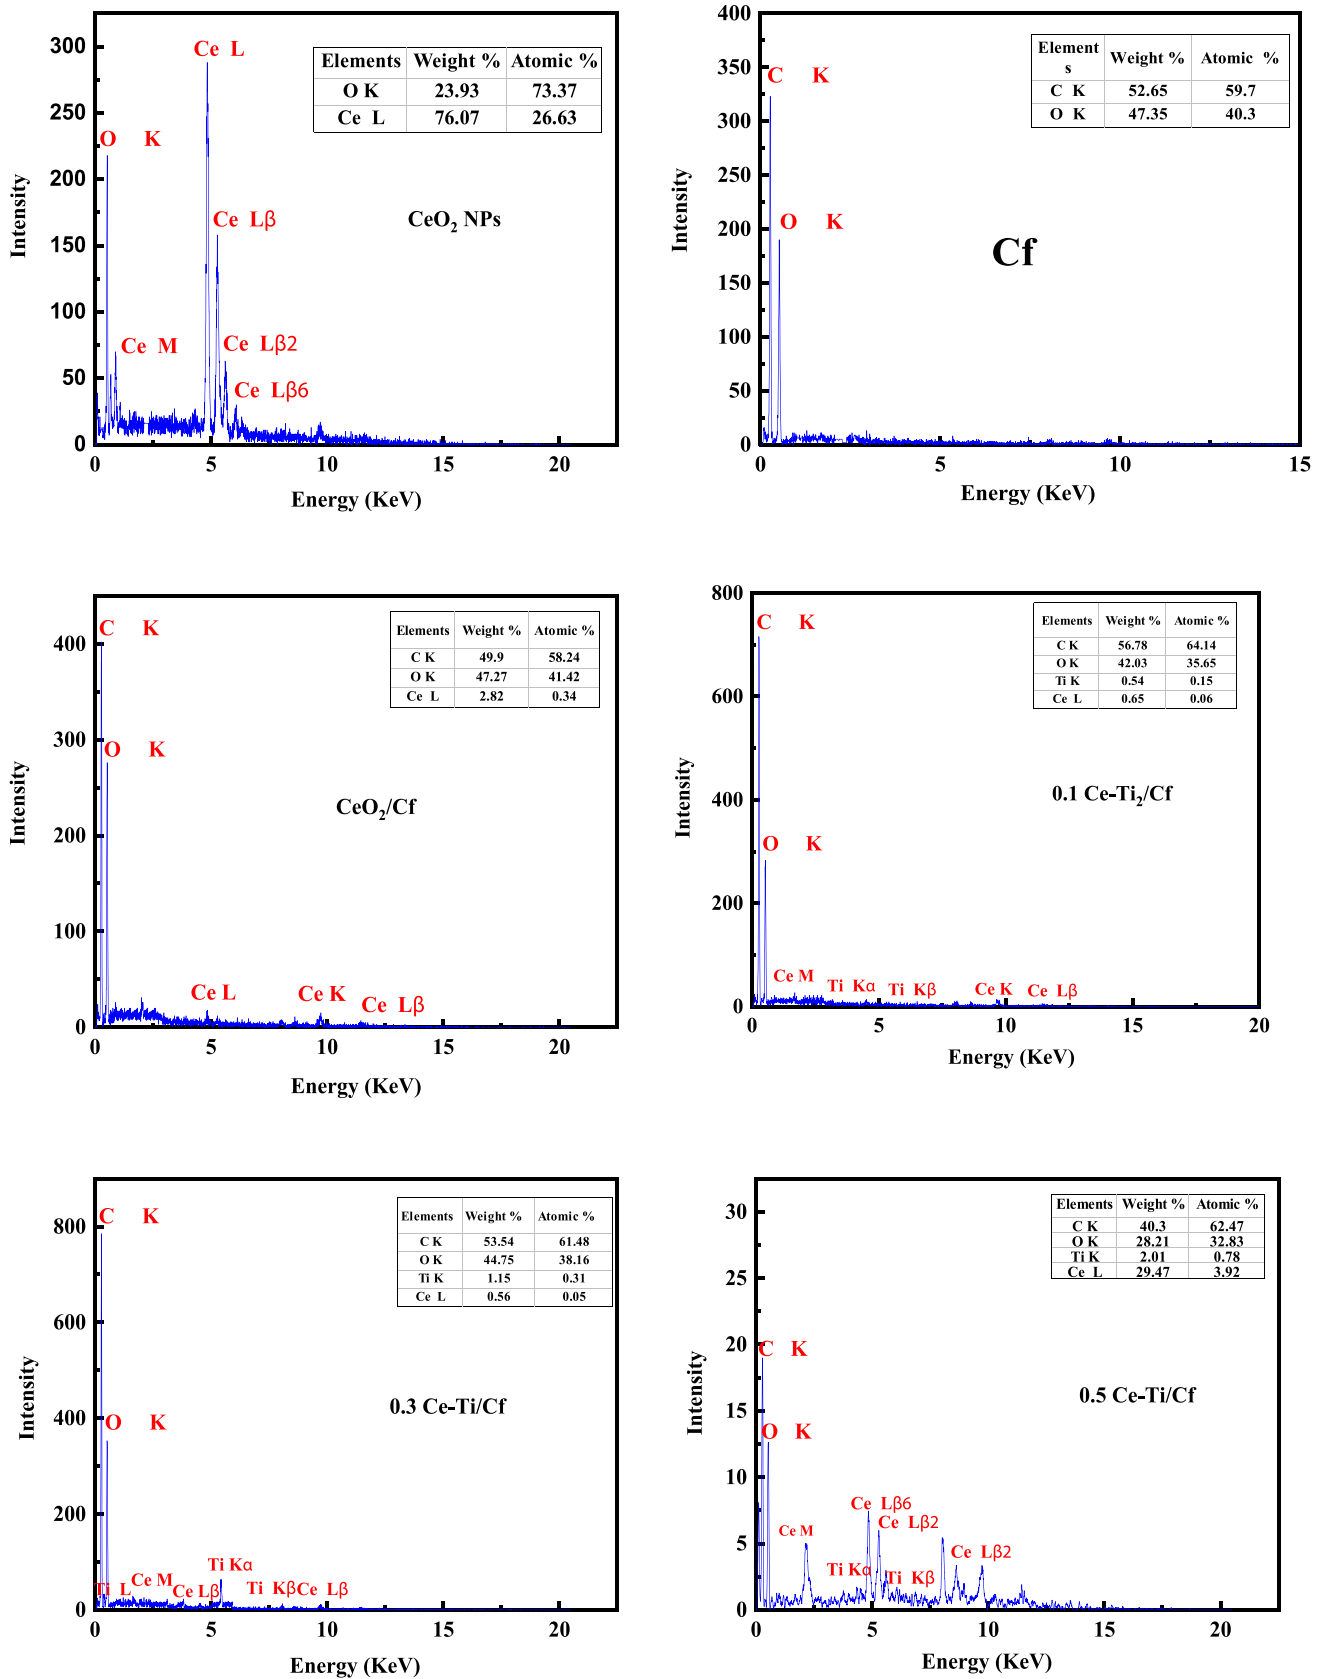 Ce L
Elements Weight % Atomic %
O K 23.93 73.37
Ce L 76.07 26.63
O K
Ce Lβ
CeO2 NPs
Ce M
Ce Lβ2
Ce Lβ6
Intensity
300
250
200
150
100
50
0
0 5 10 15 20
Energy (KeV)
Element
s Weight % Atomic %
C K 52.65 59.7
O K 47.35 40.3
C K
O K
Cf
Intensity
400
350
300
250
200
150
100
50
0
0 5 10 15
Energy (KeV)
C K
Elements Weight % Atomic %
C K 49.9 58.24
O K 47.27 41.42
Ce L 2.82 0.34
O K
CeO2/Cf
Ce L
Ce K
Ce Lβ
Intensity
400
300
200
100
0
0 5 10 15 20
Energy (KeV)
C K
Elements Weight % Atomic %
C K 56.78 64.14
O K 42.03 35.65
Ti K 0.54 0.15
Ce L 0.65 0.06
0.1 Ce-Ti2/Cf
O K
Ce M
Ti Kα
Ti Kβ
Ce K
Ce Lβ
Intensity
800
600
400
200
0
0 5 10 15 20
Energy (KeV)
C K
Elements Weight % Atomic %
C K 53.54 61.48
O K 44.75 38.16
Ti K 1.15 0.31
Ce L 0.56 0.05
0.3 Ce-Ti/Cf
O K
Ti Kα
Ti L
Ce M
Ce Lβ
Ti Kβ
Ce Lβ
Intensity
800
600
400
200
0
0 5 10 15 20
Energy (KeV)
Elements Weight % Atomic %
C K 40.3 62.47
O K 28.21 32.83
Ti K 2.01 0.78
Ce L 29.47 3.92
C K
0.5 Ce-Ti/Cf
O K
Ce Lβ6
Ce Lβ2
Ce M
Ce Lβ2
Ti Kα
Ti Kβ
Intensity
30
25
20
15
10
5
0
0 5 10 15 20
Energy (KeV)